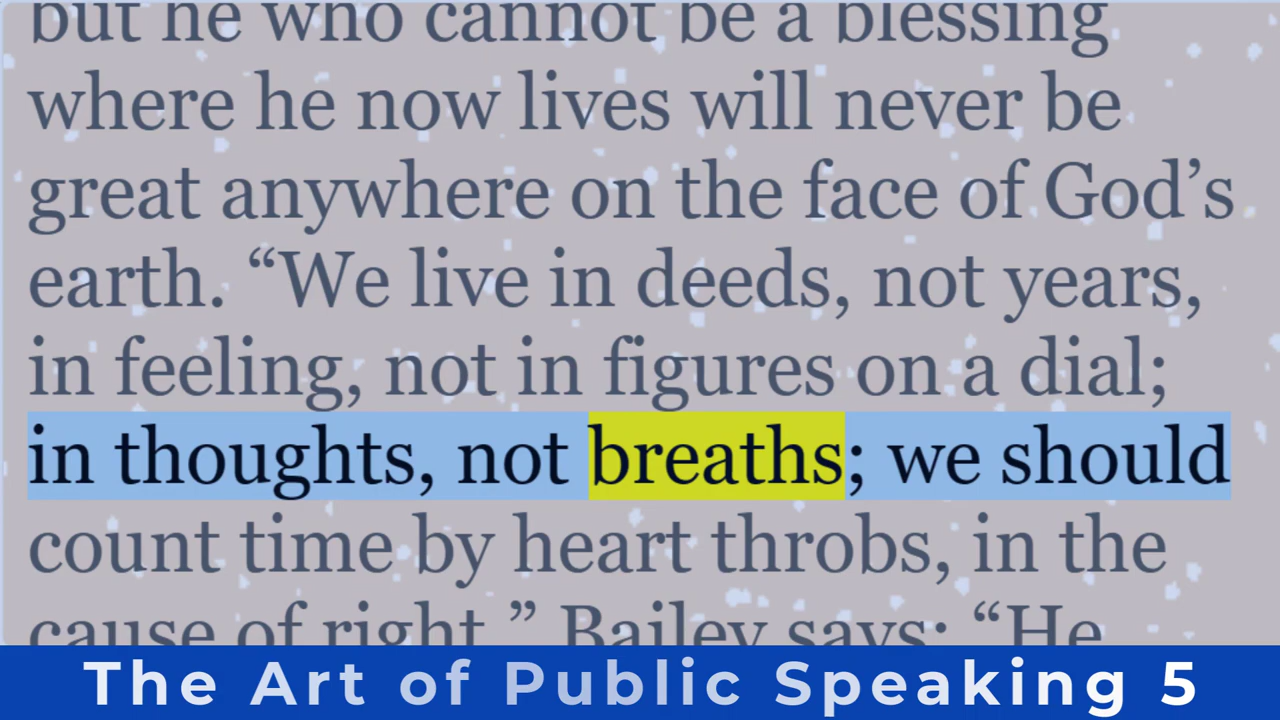 but he who cannot be a blessing
where he now lives will never be
great anywhere on the face of God’s
earth. “We live in deeds, not years,
in feeling, not in figures on a dial;
in thoughts, not breaths; we should
count time by heart throbs, in the
cause of right.” Bailey says: “He
The Art of Public Speaking 5